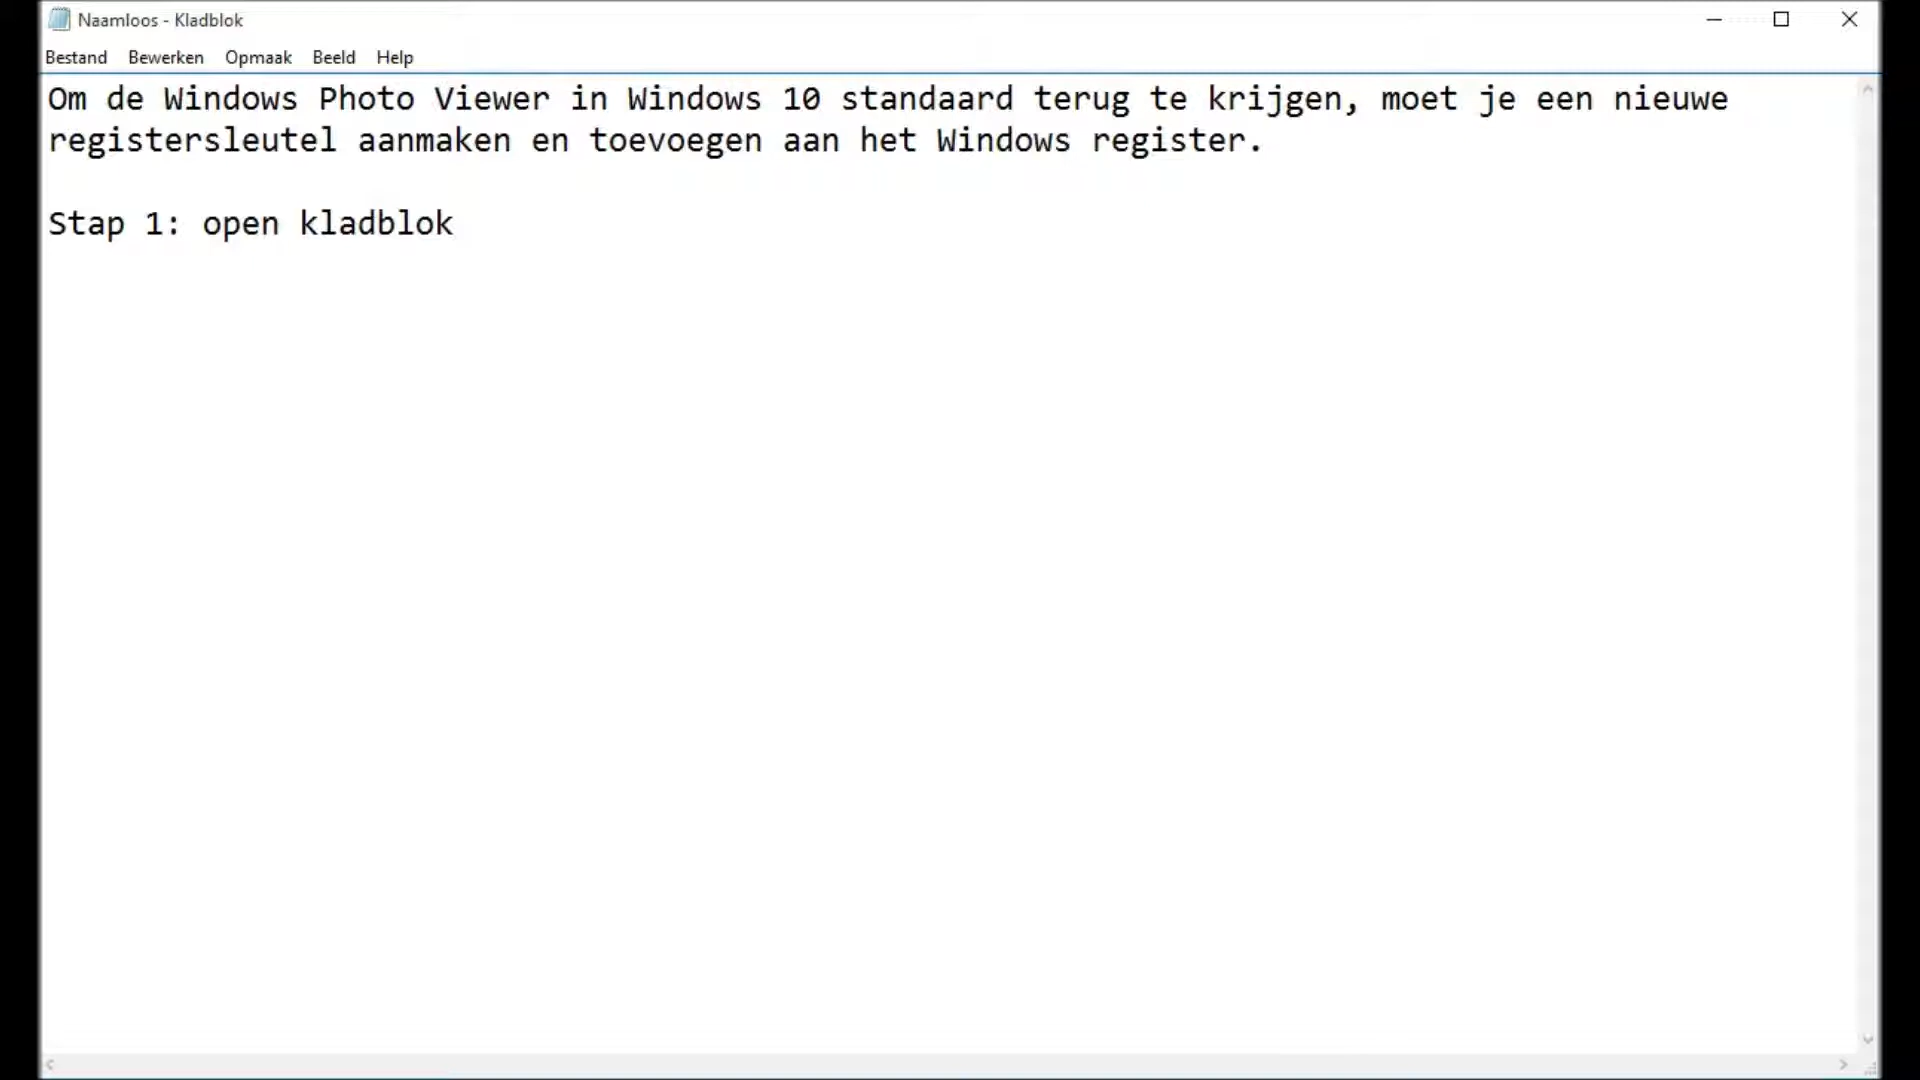 Naamloos - Kladblok
Bestand Bewerken Opmaak Beeld Help
Om de Windows Photo Viewer in Windows 10 standaard terug te krijgen, moet je een nieuwe
registersleutel aanmaken en toevoegen aan het Windows register.
Stap 1: open kladblok